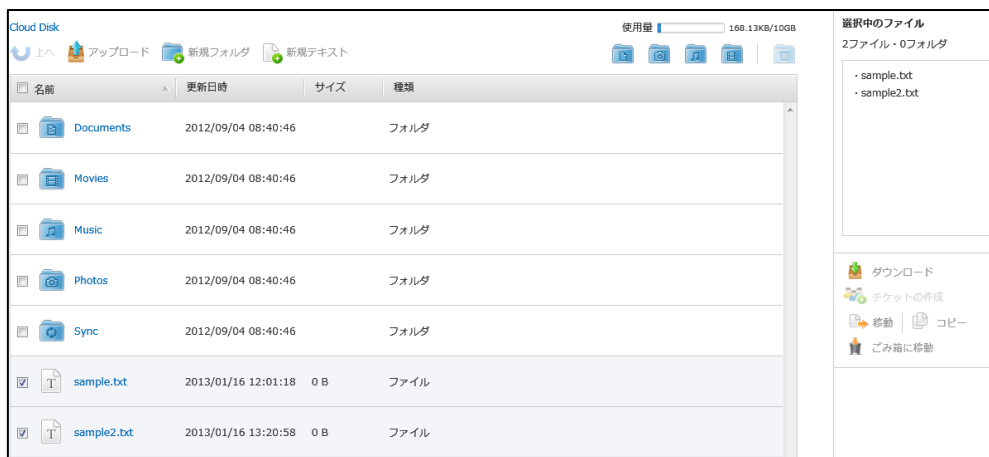 Cloud Disk
使用量 168.13KB/10GB
上へ アップロード 新規フォルダ 新規テキスト
名前 更新日時 サイズ 種類
Documents 2012/09/04 08:40:46 フォルダ
Movies 2012/09/04 08:40:46 フォルダ
Music 2012/09/04 08:40:46 フォルダ
Photos 2012/09/04 08:40:46 フォルダ
Sync 2012/09/04 08:40:46 フォルダ
T sample.txt 2013/01/16 12:01:18 0 B ファイル
T sample2.txt 2013/01/16 13:20:58 0 B ファイル
選択中のファイル
2ファイル・0フォルダ
・sample.txt
・sample2.txt
ダウンロード
チケットの作成
移動 コピー
ごみ箱に移動